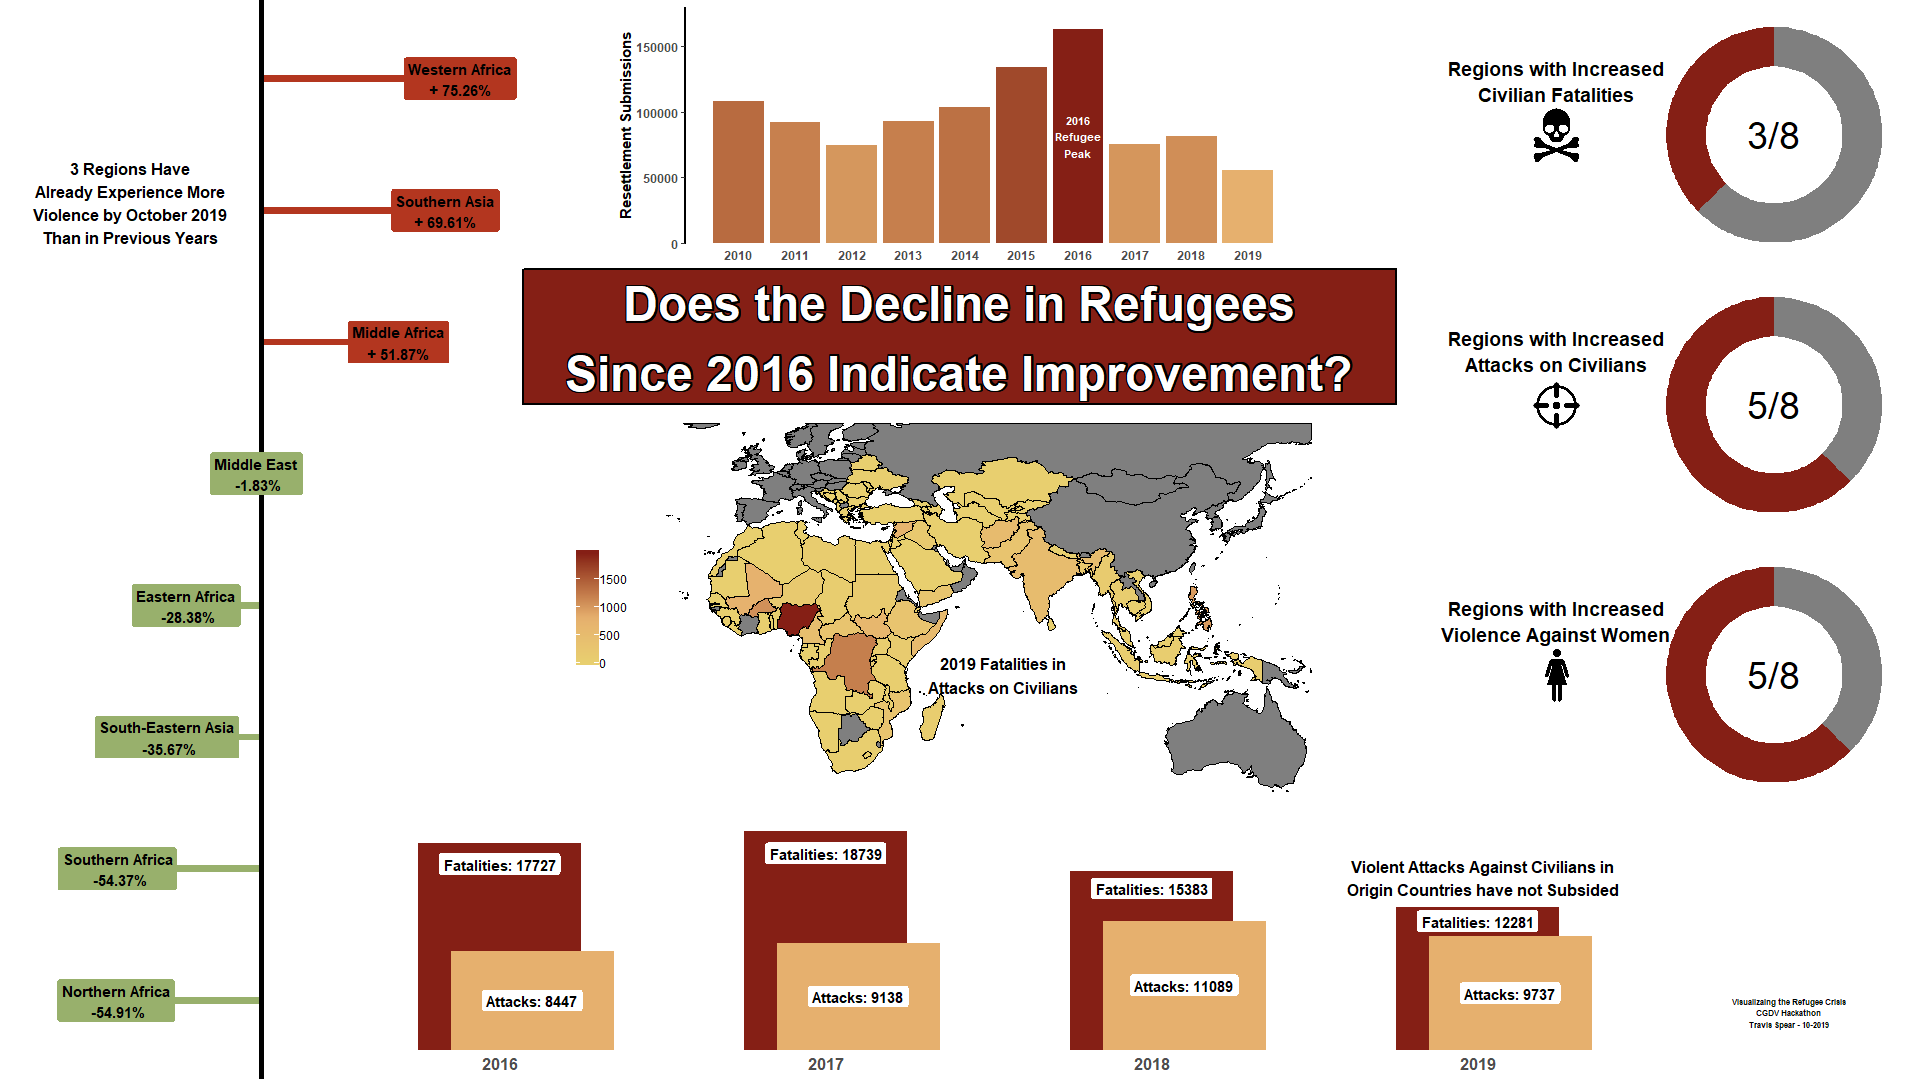 Western Africa
+ 75.26%
3 Regions Have
Already Experience More
Violence by October 2019
Than in Previous Years
Southern Asia
+ 69.61%
Middle Africa
+ 51.87%
Middle East
-1.83%
Eastern Africa
-28.38%
South-Eastern Asia
-35.67%
Southern Africa
-54.37%
Northern Africa
-54.91%
Resettlement Submissions
150000
100000
50000
0
2016
Refugee
Peak
2010 2011 2012 2013 2014 2015 2016 2017 2018 2019
Does the Decline in Refugees
Since 2016 Indicate Improvement?
1500
1000
500
0
2019 Fatalities in
Attacks on Civilians
Regions with Increased
Civilian Fatalities
3/8
Regions with Increased
Attacks on Civilians
5/8
Regions with Increased
Violence Against Women
5/8
Fatalities: 17727
Attacks: 8447
2016
Fatalities: 18739
Attacks: 9138
2017
Fatalities: 15383
Attacks: 11089
2018
Violent Attacks Against Civilians in
Origin Countries have not Subsided
Fatalities: 12281
Attacks: 9737
2019
Visualizaing the Refugee Crisis
CGDV Hackathon
Travis Spear - 10-2019